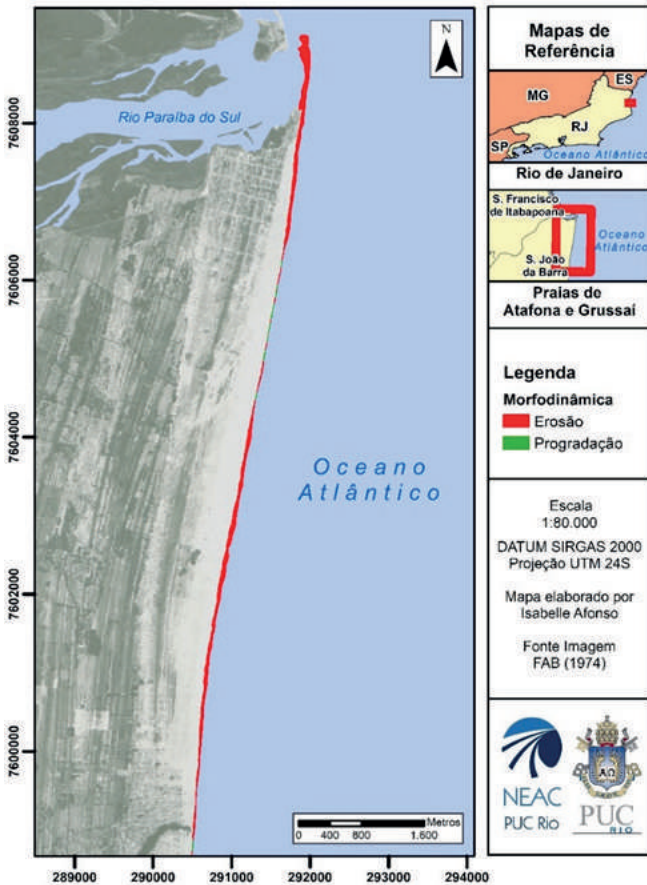 N
Rio Paraíba do Sul
Oceano
Atlântico
Metros
0 400 800 1.600
7608000
7606000
7604000
7602000
7600000
289000 290000 291000 292000 293000 294000
Mapas de
Referência
ES
MG
RJ
SP
Oceano Atlântico
Rio de Janeiro
S. Francisco
de Itabapoana
Oceano
Atlântico
S. João
da Barra
Praias de
Atafona e Grussaí
Legenda
Morfodinâmica
Erosão
Progradação
Escala
1:80.000
DATUM SIRGAS 2000
Projeção UTM 24S
Mapa elaborado por
Isabelle Afonso
Fonte Imagem
FAB (1974)
NEAC
PUC Rio
ΑΩ
PUC
RIO